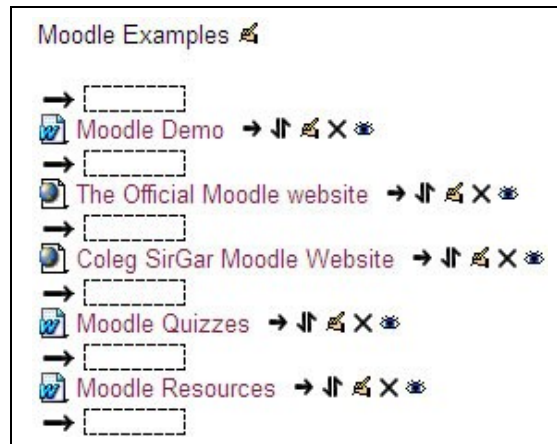 Moodle Examples
Moodle Demo
The Official Moodle website
Coleg SirGar Moodle Website
Moodle Quizzes
Moodle Resources